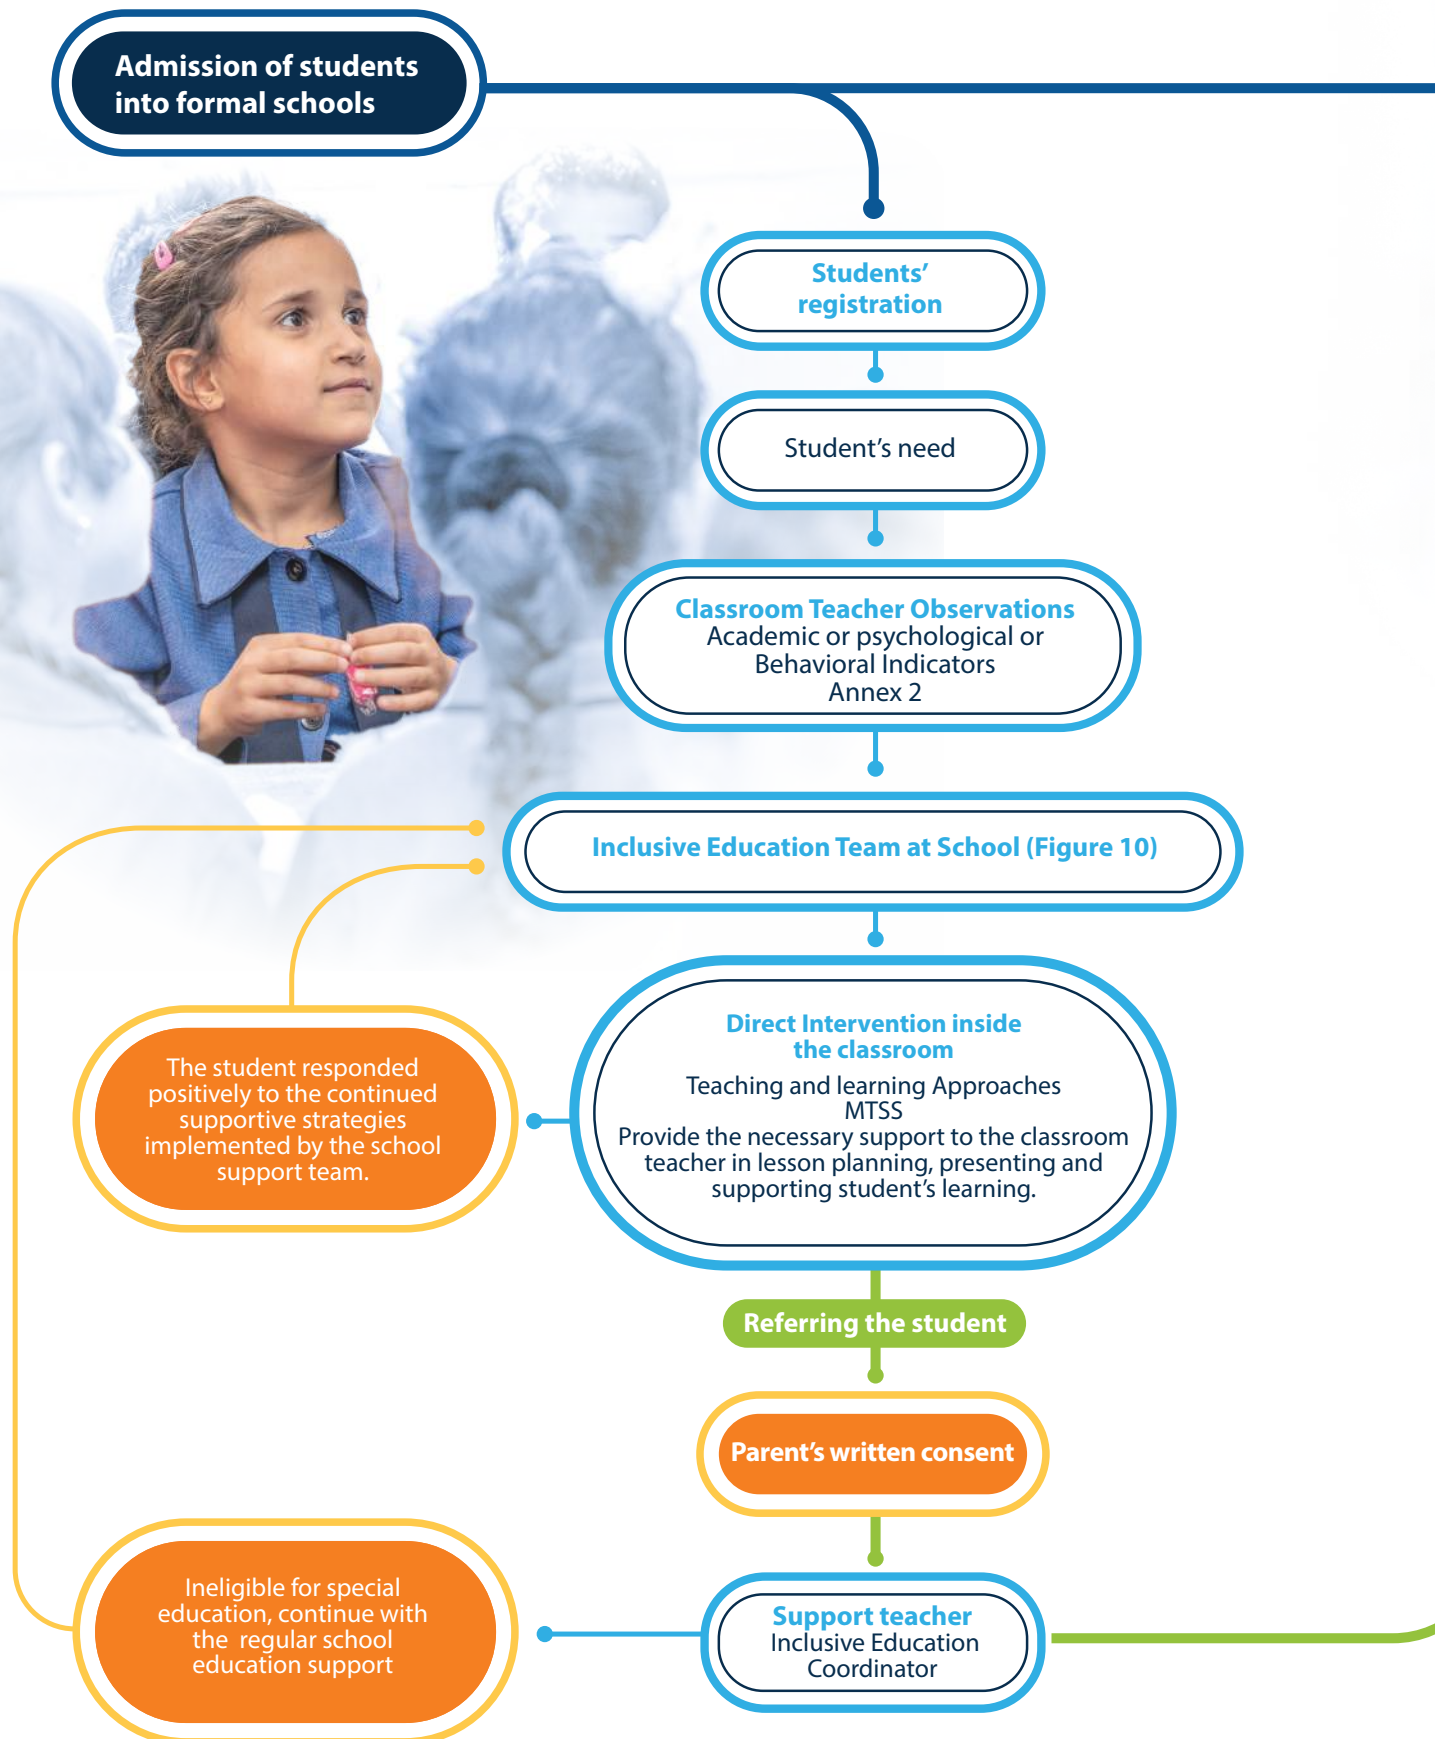 Admission of students
into formal schools
Students’
registration
Student’s need
Classroom Teacher Observations
Academic or psychological or
Behavioral Indicators
Annex 2
Inclusive Education Team at School (Figure 10)
Direct Intervention inside
the classroom
Teaching and learning Approaches
MTSS
Provide the necessary support to the classroom
teacher in lesson planning, presenting and
supporting student’s learning.
The student responded
positively to the continued
supportive strategies
implemented by the school
support team.
Referring the student
Parent’s written consent
Support teacher
Inclusive Education
Coordinator
Ineligible for special
education, continue with
the regular school
education support